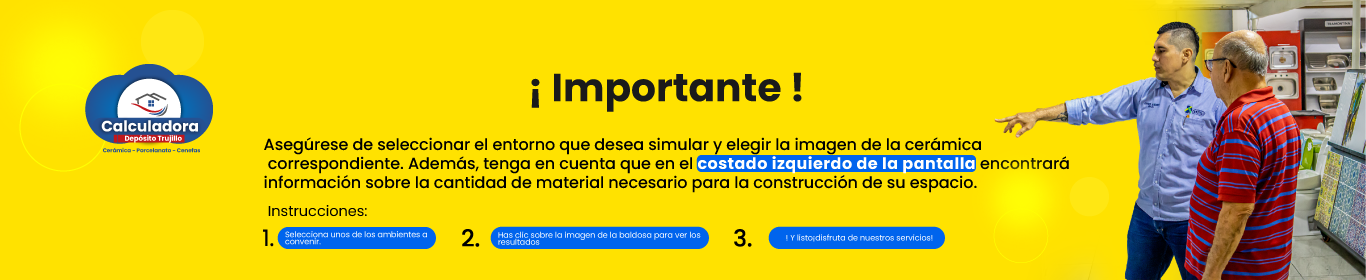 ¡ Importante !
Calculadora
Depósito Trujillo
Cerámica - Porcelanato - Cenefas
Asegúrese de seleccionar el entorno que desea simular y elegir la imagen de la cerámica
correspondiente. Además, tenga en cuenta que en el costado izquierdo de la pantalla encontrará
información sobre la cantidad de material necesario para la construcción de su espacio.
Instrucciones:
1. Selecciona unos de los ambientes a
convenir.
2. Has clic sobre la imagen de la baldosa para ver los
resultados
3. ! Y listo¡disfruta de nuestros servicios!